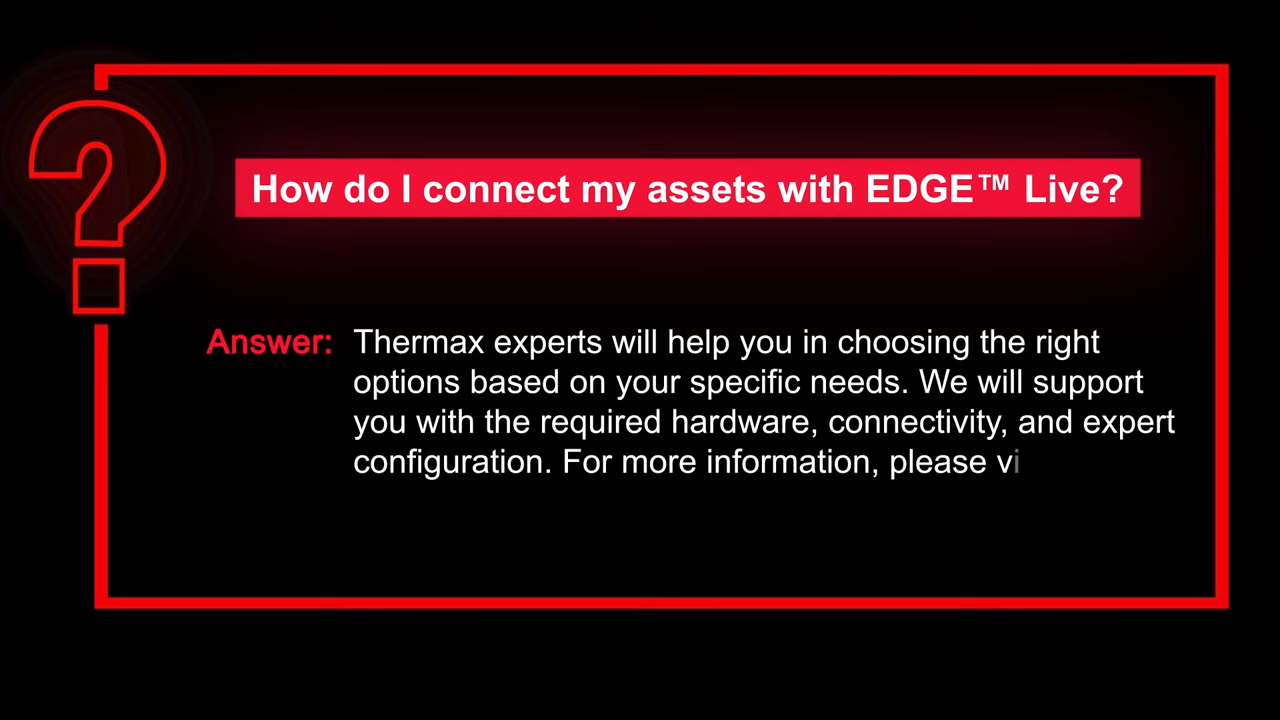 How do I connect my assets with EDGE™ Live?
Answer: Thermax experts will help you in choosing the right
options based on your specific needs. We will support
you with the required hardware, connectivity, and expert
configuration. For more information, please vi